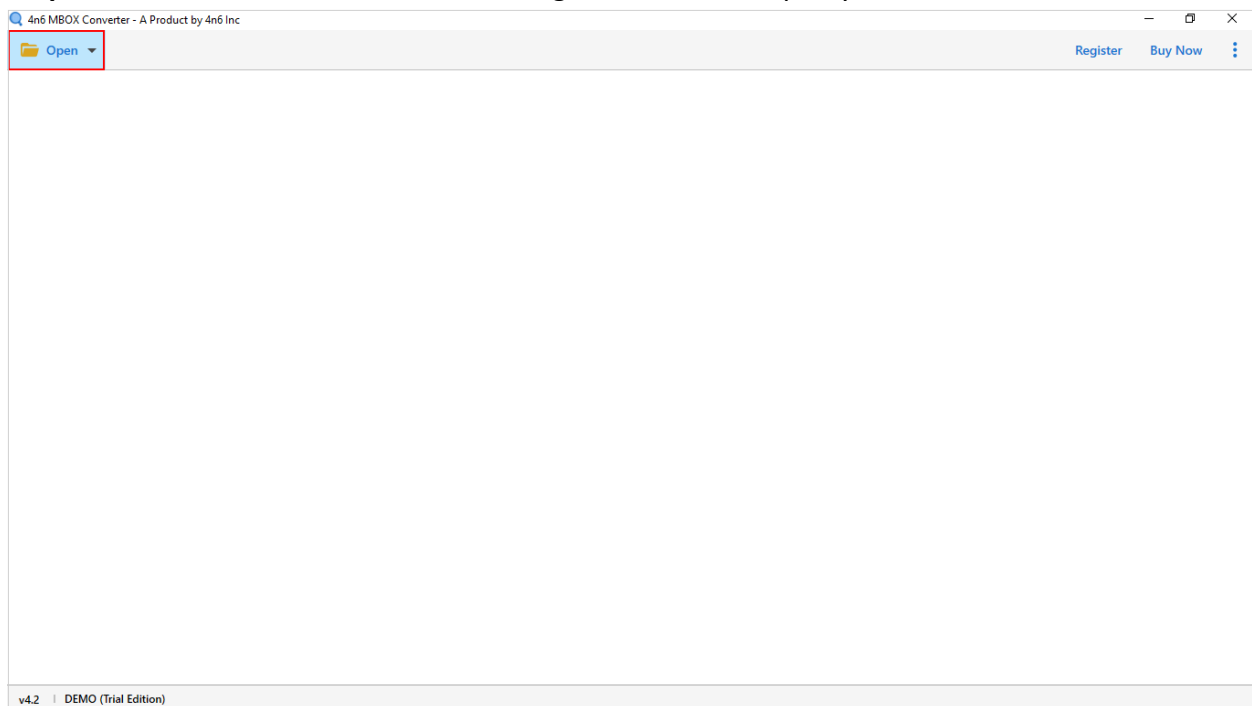 4n6 MBOX Converter - A Product by 4n6 Inc
Open Register Buy Now
v4.2 | DEMO (Trial Edition)